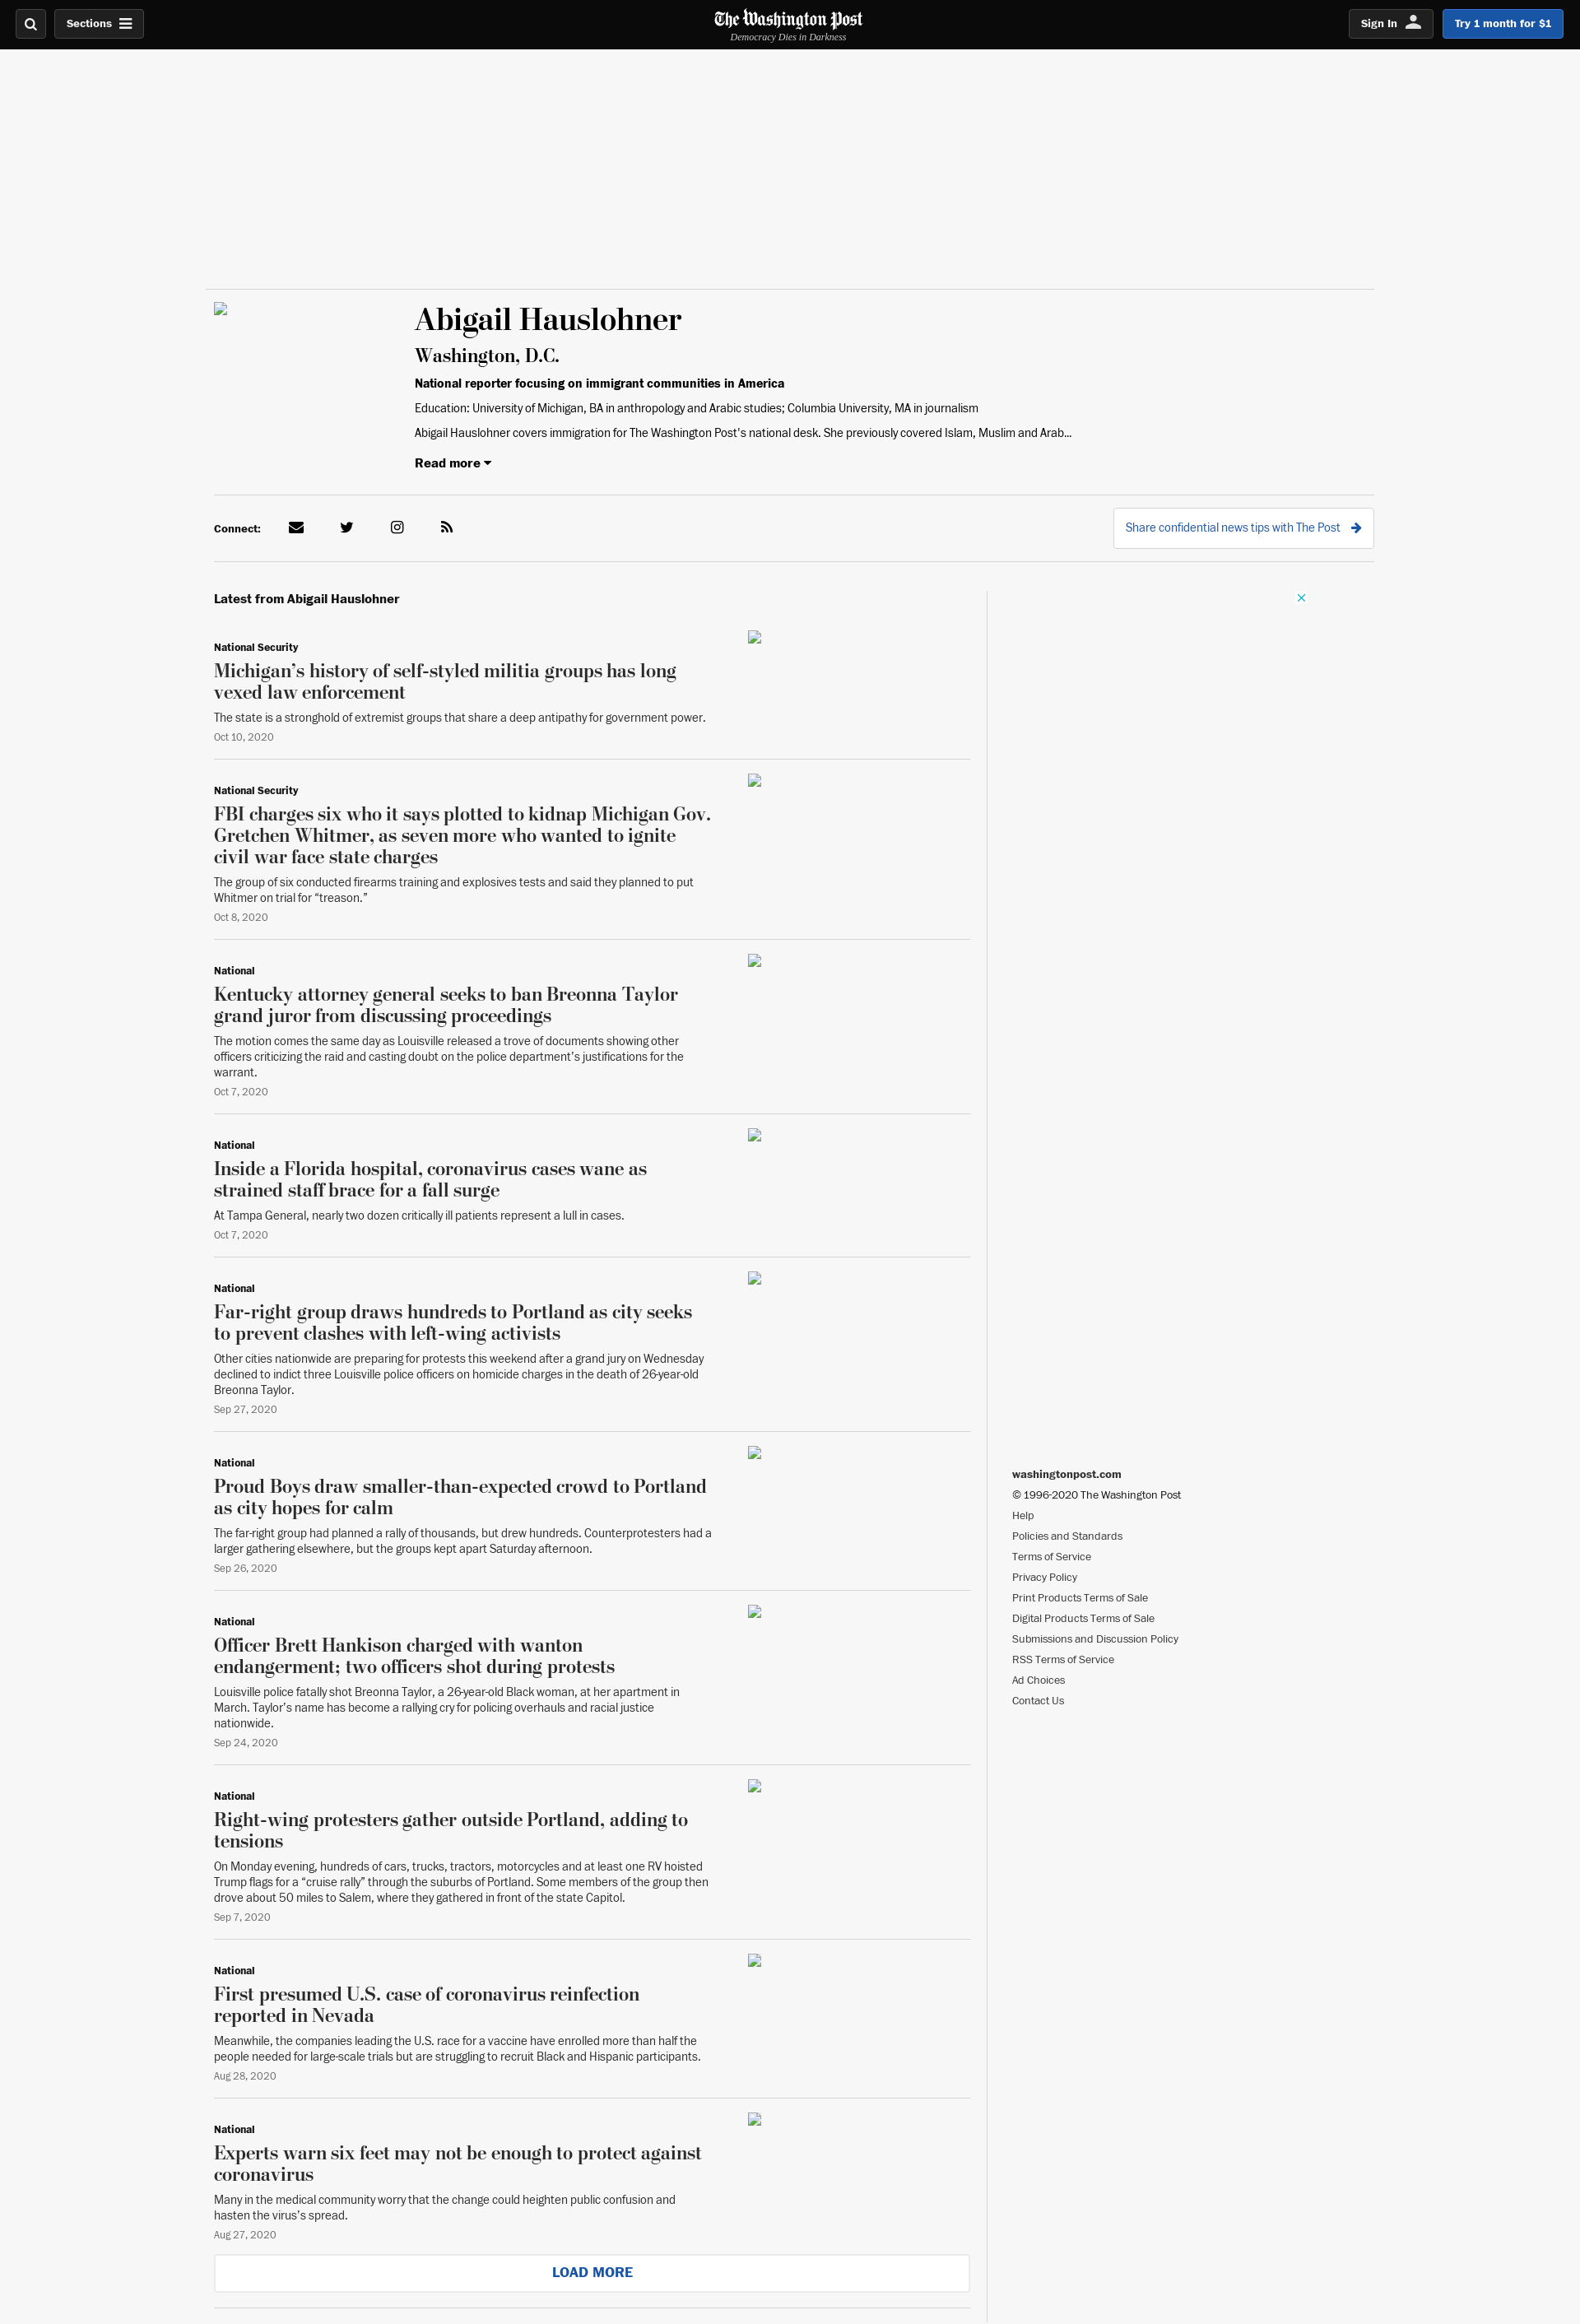 Sections
The Washington Post
Democracy Dies in Darkness
Sign In
Try 1 month for $1
Abigail Hauslohner
Washington, D.C.
National reporter focusing on immigrant communities in America
Education: University of Michigan, BA in anthropology and Arabic studies; Columbia University, MA in journalism
Abigail Hauslohner covers immigration for The Washington Post's national desk. She previously covered Islam, Muslim and Arab...
Read more
Connect:
Share confidential news tips with The Post
Latest from Abigail Hauslohner
National Security
Michigan’s history of self-styled militia groups has long
vexed law enforcement
The state is a stronghold of extremist groups that share a deep antipathy for government power.
Oct 10, 2020
National Security
FBI charges six who it says plotted to kidnap Michigan Gov.
Gretchen Whitmer, as seven more who wanted to ignite
civil war face state charges
The group of six conducted firearms training and explosives tests and said they planned to put
Whitmer on trial for “treason.”
Oct 8, 2020
National
Kentucky attorney general seeks to ban Breonna Taylor
grand juror from discussing proceedings
The motion comes the same day as Louisville released a trove of documents showing other
officers criticizing the raid and casting doubt on the police department’s justifications for the
warrant.
Oct 7, 2020
National
Inside a Florida hospital, coronavirus cases wane as
strained staff brace for a fall surge
At Tampa General, nearly two dozen critically ill patients represent a lull in cases.
Oct 7, 2020
National
Far-right group draws hundreds to Portland as city seeks
to prevent clashes with left-wing activists
Other cities nationwide are preparing for protests this weekend after a grand jury on Wednesday
declined to indict three Louisville police officers on homicide charges in the death of 26-year-old
Breonna Taylor.
Sep 27, 2020
National
Proud Boys draw smaller-than-expected crowd to Portland
as city hopes for calm
The far-right group had planned a rally of thousands, but drew hundreds. Counterprotesters had a
larger gathering elsewhere, but the groups kept apart Saturday afternoon.
Sep 26, 2020
National
Officer Brett Hankison charged with wanton
endangerment; two officers shot during protests
Louisville police fatally shot Breonna Taylor, a 26-year-old Black woman, at her apartment in
March. Taylor’s name has become a rallying cry for policing overhauls and racial justice
nationwide.
Sep 24, 2020
National
Right-wing protesters gather outside Portland, adding to
tensions
On Monday evening, hundreds of cars, trucks, tractors, motorcycles and at least one RV hoisted
Trump flags for a “cruise rally” through the suburbs of Portland. Some members of the group then
drove about 50 miles to Salem, where they gathered in front of the state Capitol.
Sep 7, 2020
National
First presumed U.S. case of coronavirus reinfection
reported in Nevada
Meanwhile, the companies leading the U.S. race for a vaccine have enrolled more than half the
people needed for large-scale trials but are struggling to recruit Black and Hispanic participants.
Aug 28, 2020
National
Experts warn six feet may not be enough to protect against
coronavirus
Many in the medical community worry that the change could heighten public confusion and
hasten the virus’s spread.
Aug 27, 2020
LOAD MORE
washingtonpost.com
© 1996-2020 The Washington Post
Help
Policies and Standards
Terms of Service
Privacy Policy
Print Products Terms of Sale
Digital Products Terms of Sale
Submissions and Discussion Policy
RSS Terms of Service
Ad Choices
Contact Us